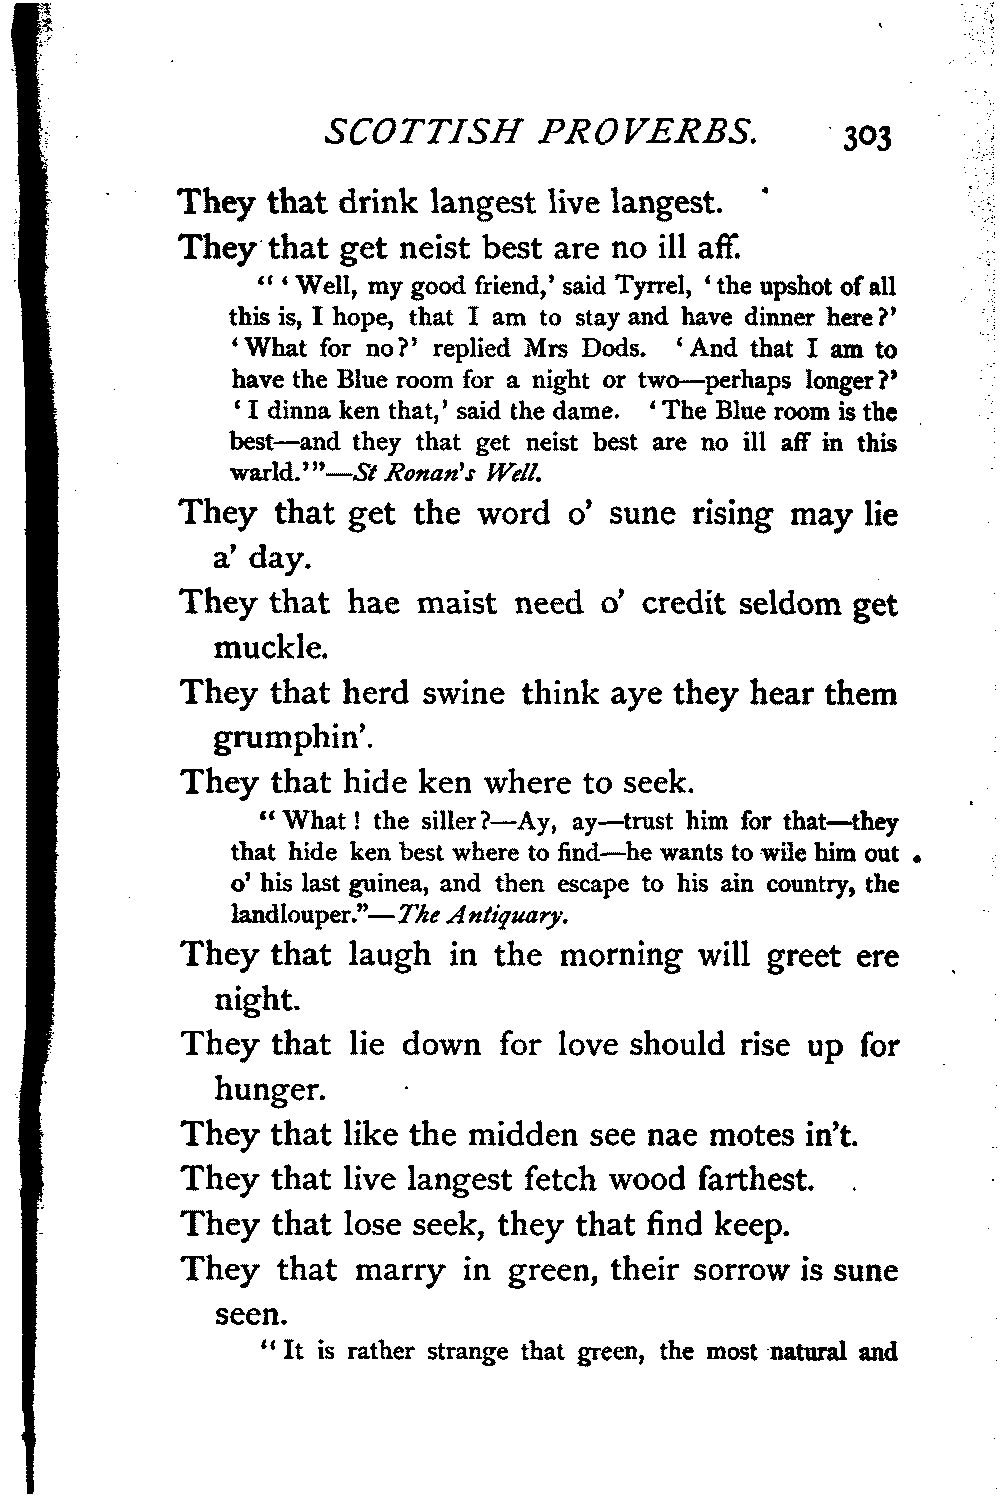 SCOTTISH PROVERBS. 303
They that drink langest live langest.
They that get neist best are no ill aff.
“ ‘ Well, my good friend,’ said Tyrrel, ‘ the upshot of all
this is, I hope, that I am to stay and have dinner here?’
‘ What for no?’ replied Mrs Dods. ‘ And that I am to
have the Blue room for a night or two—perhaps longer?’
‘ I dinna ken that,’ said the dame. ‘ The Blue room is the
best—and they that get neist best are no ill aff in this
warld.’”—St Ronan's Well.
They that get the word o’ sune rising may lie
a’ day.
They that hae maist need o’ credit seldom get
muckle.
They that herd swine think aye they hear them
grumphin’.
They that hide ken where to seek.
“ What ! the siller?—Ay, ay—trust him for that—they
that hide ken best where to find—he wants to wile him out
o’ his last guinea, and then escape to his ain country, the
landlouper.”—The Antiquary.
They that laugh in the morning will greet ere
night.
They that lie down for love should rise up for
hunger.
They that like the midden see nae motes in’t.
They that live langest fetch wood farthest.
They that lose seek, they that find keep.
They that marry in green, their sorrow is sune
seen.
“ It is rather strange that green, the most natural and